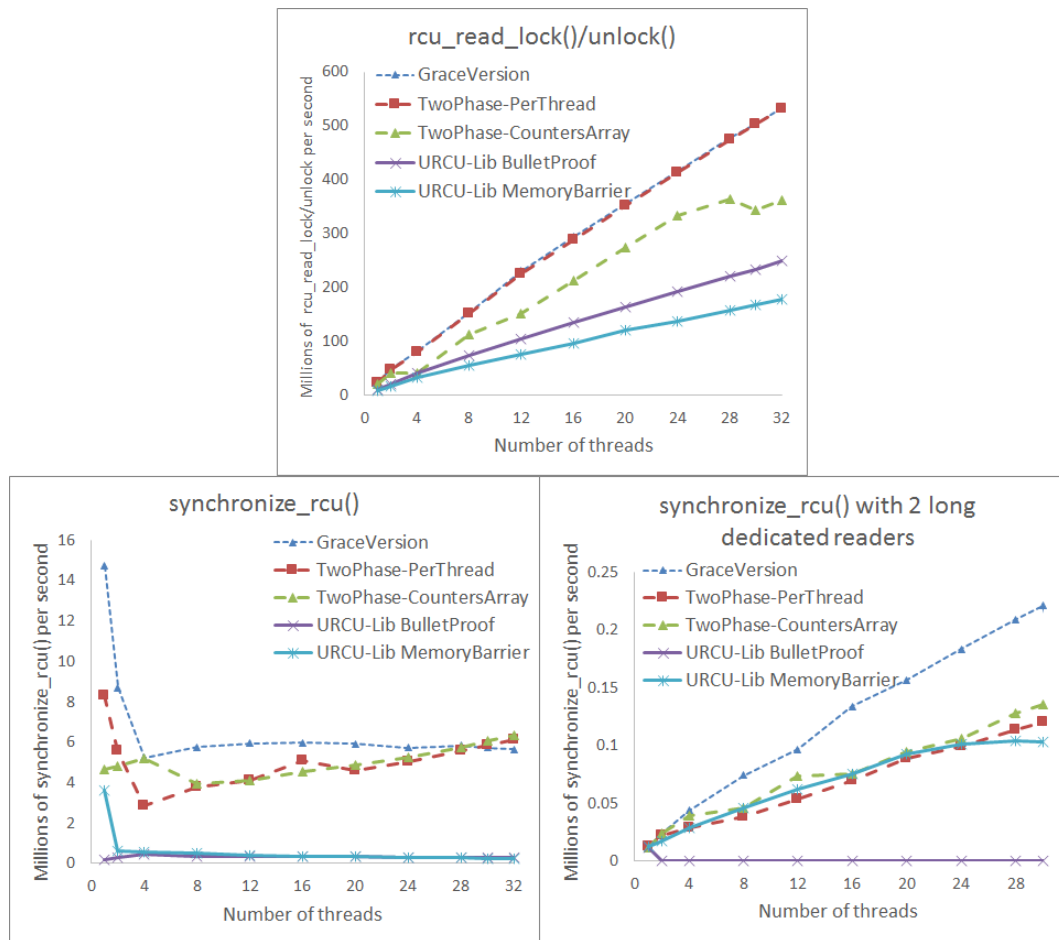 rcu_read_lock()/unlock()
Millions of rcu_read_lock/unlock per second
600
500
400
300
200
100
0
GraceVersion
TwoPhase-PerThread
TwoPhase-CountersArray
URCU-Lib BulletProof
URCU-Lib MemoryBarrier
0 4 8 12 16 20 24 28 32
Number of threads
synchronize_rcu()
Millions of synchronize_rcu() per second
16
14
12
10
8
6
4
2
0
GraceVersion
TwoPhase-PerThread
TwoPhase-CountersArray
URCU-Lib BulletProof
URCU-Lib MemoryBarrier
0 4 8 12 16 20 24 28 32
Number of threads
synchronize_rcu() with 2 long
dedicated readers
Millions of synchronize_rcu() per second
0.25
0.2
0.15
0.1
0.05
0
GraceVersion
TwoPhase-PerThread
TwoPhase-CountersArray
URCU-Lib BulletProof
URCU-Lib MemoryBarrier
0 4 8 12 16 20 24 28
Number of threads